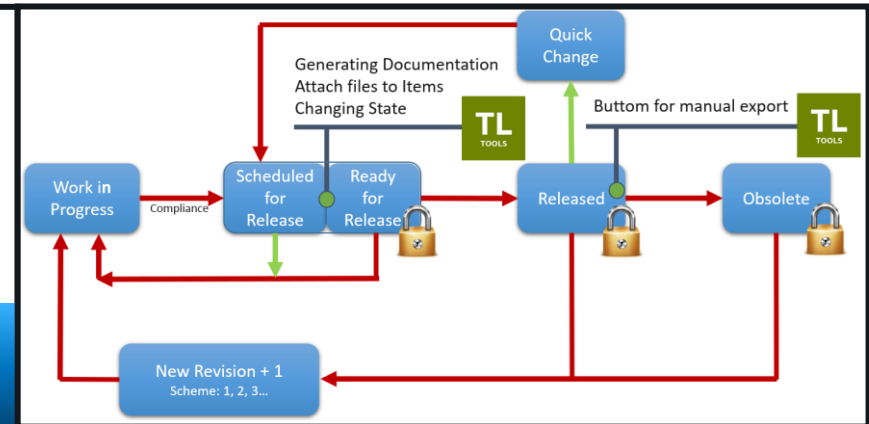 Quick
Change
Generating Documentation
Attach files to Items
Changing State
TL
TOOLS
Buttom for manual export
TL
TOOLS
Work in
Progress
Compliance
Scheduled
for
Release
Ready
for
Release
Released
Obsolete
New Revision + 1
Scheme: 1, 2, 3...